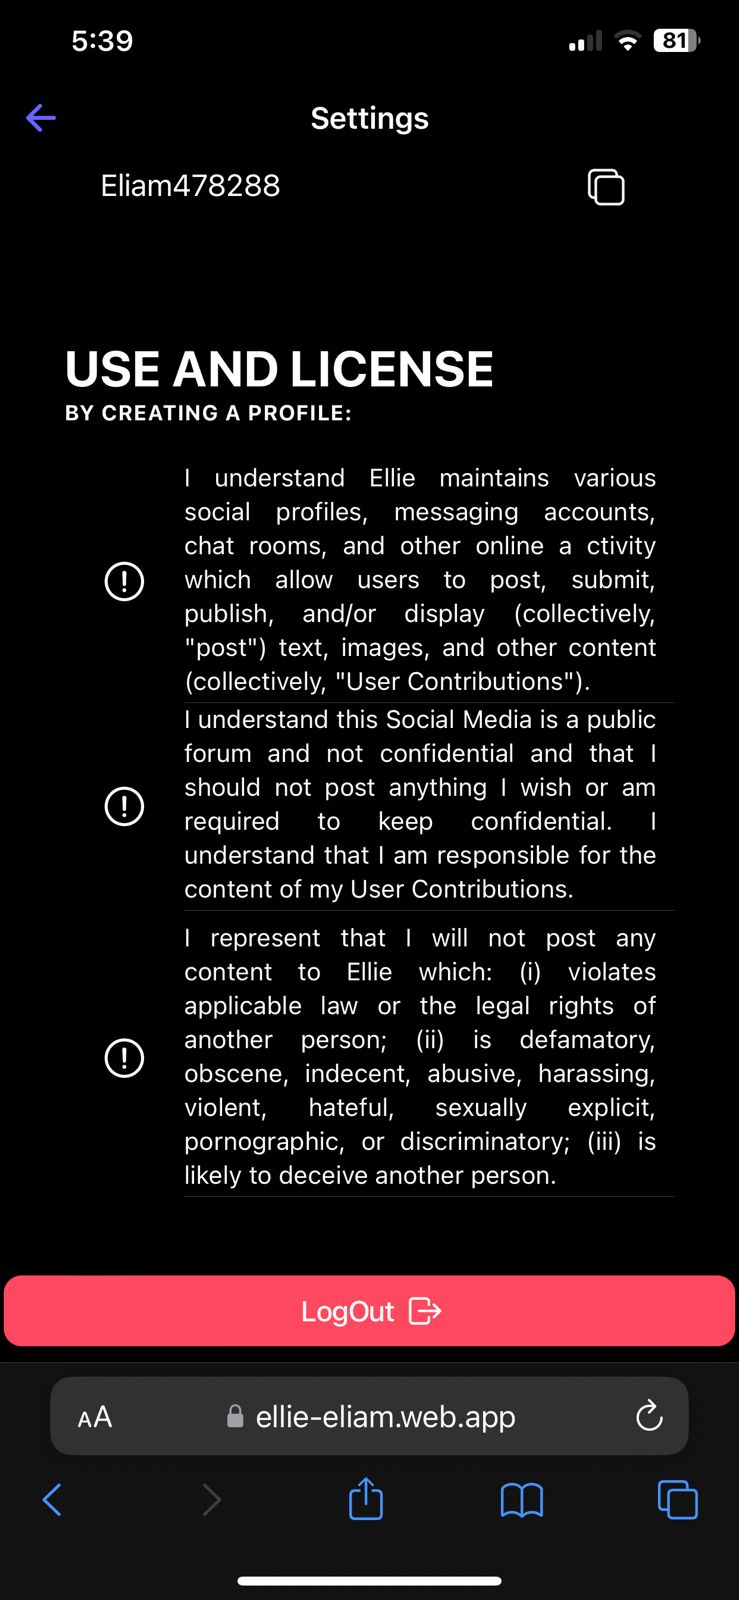 5:39
81
Settings
Eliam478288
USE AND LICENSE
BY CREATING A PROFILE:
I understand Ellie maintains various
social profiles, messaging accounts,
chat rooms, and other online a ctivity
which allow users to post, submit,
publish, and/or display (collectively,
"post") text, images, and other content
(collectively, "User Contributions").
I understand this Social Media is a public
forum and not confidential and that I
should not post anything I wish or am
required to keep confidential. I
understand that I am responsible for the
content of my User Contributions.
I represent that I will not post any
content to Ellie which: (i) violates
applicable law or the legal rights of
another person; (ii) is defamatory,
obscene, indecent, abusive, harassing,
violent, hateful, sexually explicit,
pornographic, or discriminatory; (iii) is
likely to deceive another person.
LogOut
AA ellie-eliam.web.app